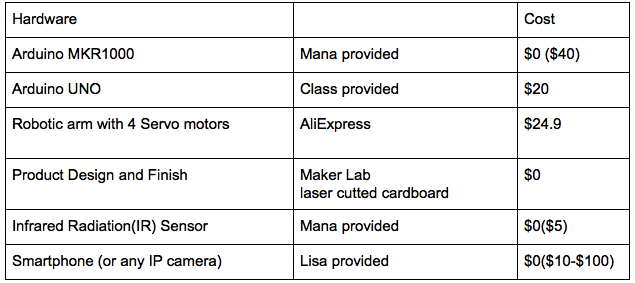 Hardware Cost
Arduino MKR1000 Mana provided $0 ($40)
Arduino UNO Class provided $20
Robotic arm with 4 Servo motors AliExpress $24.9
Product Design and Finish Maker Lab $0
laser cutted cardboard
Infrared Radiation(IR) Sensor Mana provided $0($5)
Smartphone (or any IP camera) Lisa provided $0($10-$100)